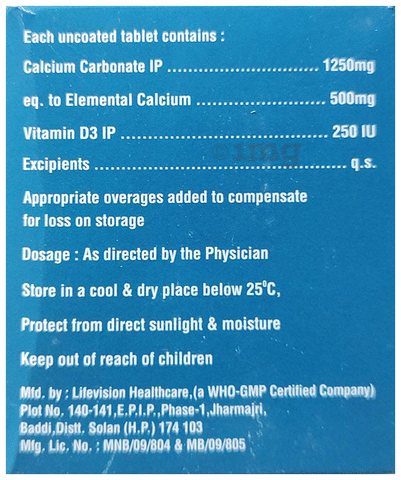 Each uncoated tablet contains :
Calcium Carbonate IP ........................... 1250mg
eq. to Elemental Calcium ....................... 500mg
Vitamin D3 IP ..................................... 250 IU
Excipients ............................................. q.s.
Appropriate overages added to compensate
for loss on storage
Dosage : As directed by the Physician
Store in a cool & dry place below 25⁰C,
Protect from direct sunlight & moisture
Keep out of reach of children
Mfd. by : Lifevision Healthcare,(a WHO-GMP Certified Company)
Plot No. 140-141,E.P.I.P.,Phase-1,Jharmajri,
Baddi,Distt. Solan (H.P.) 174 103
Mfg. Lic. No. : MNB/09/804 & MB/09/805